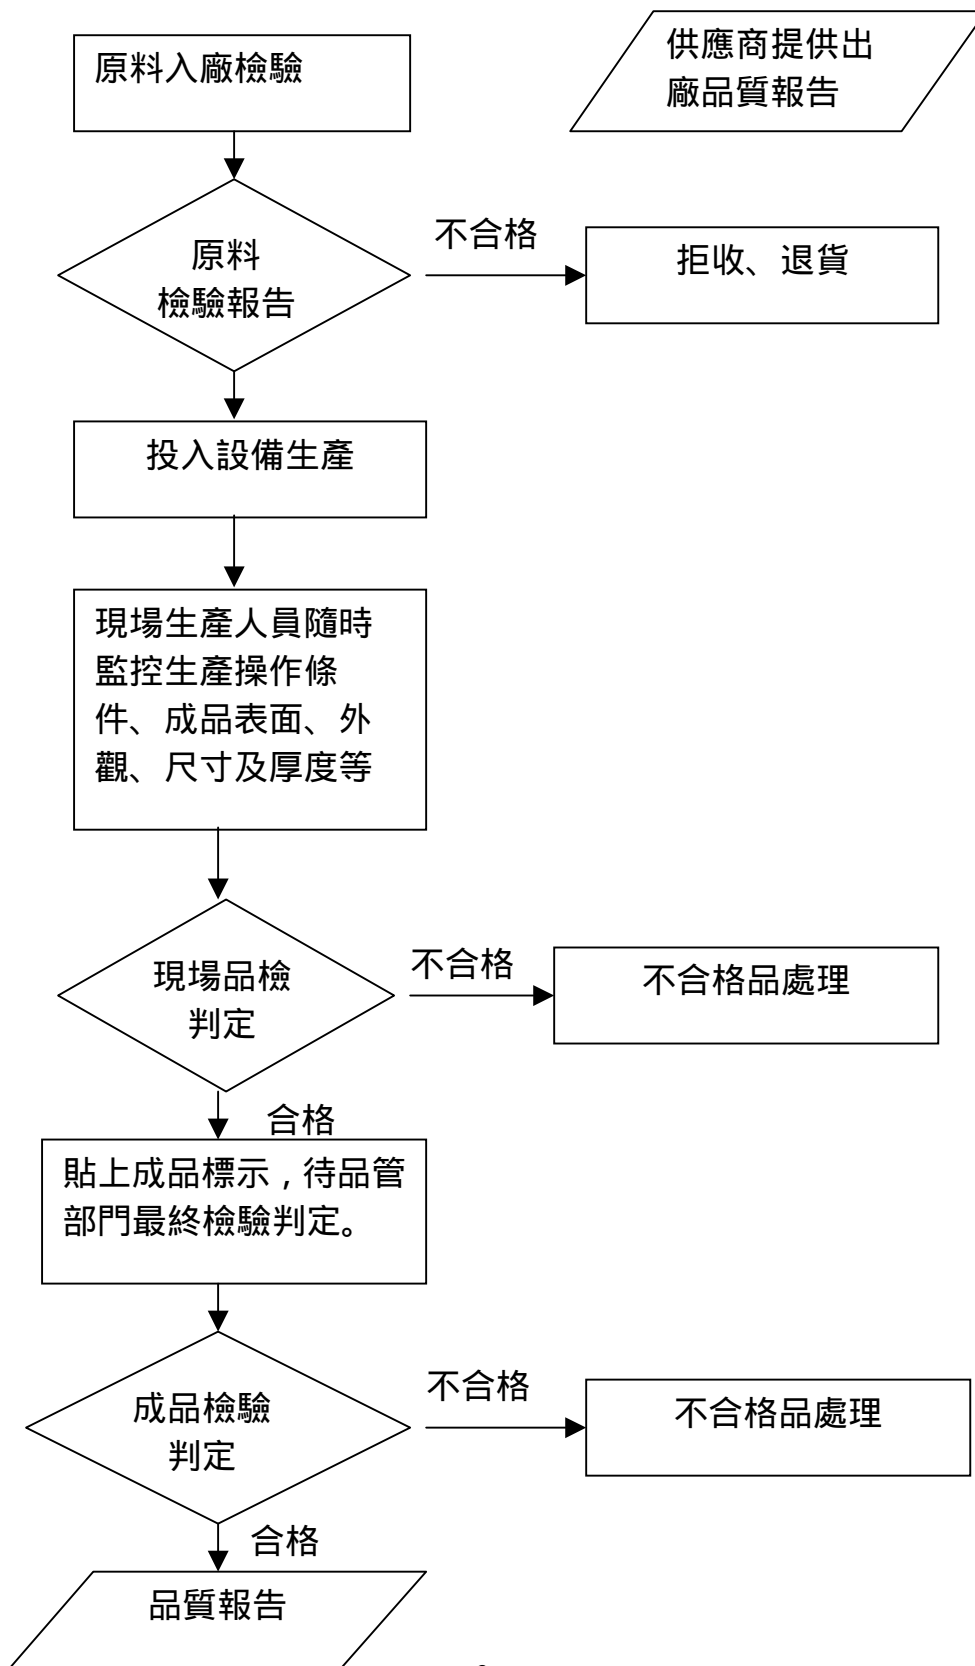 原料入廠檢驗
供應商提供出
廠品質報告
原料
檢驗報告
不合格
拒收、退貨
投入設備生產
現場生產人員隨時
監控生產操作條
件、成品表面、外
觀、尺寸及厚度等
現場品檢
判定
不合格
不合格品處理
合格
貼上成品標示，待品管
部門最終檢驗判定。
成品檢驗
判定
不合格
不合格品處理
合格
品質報告